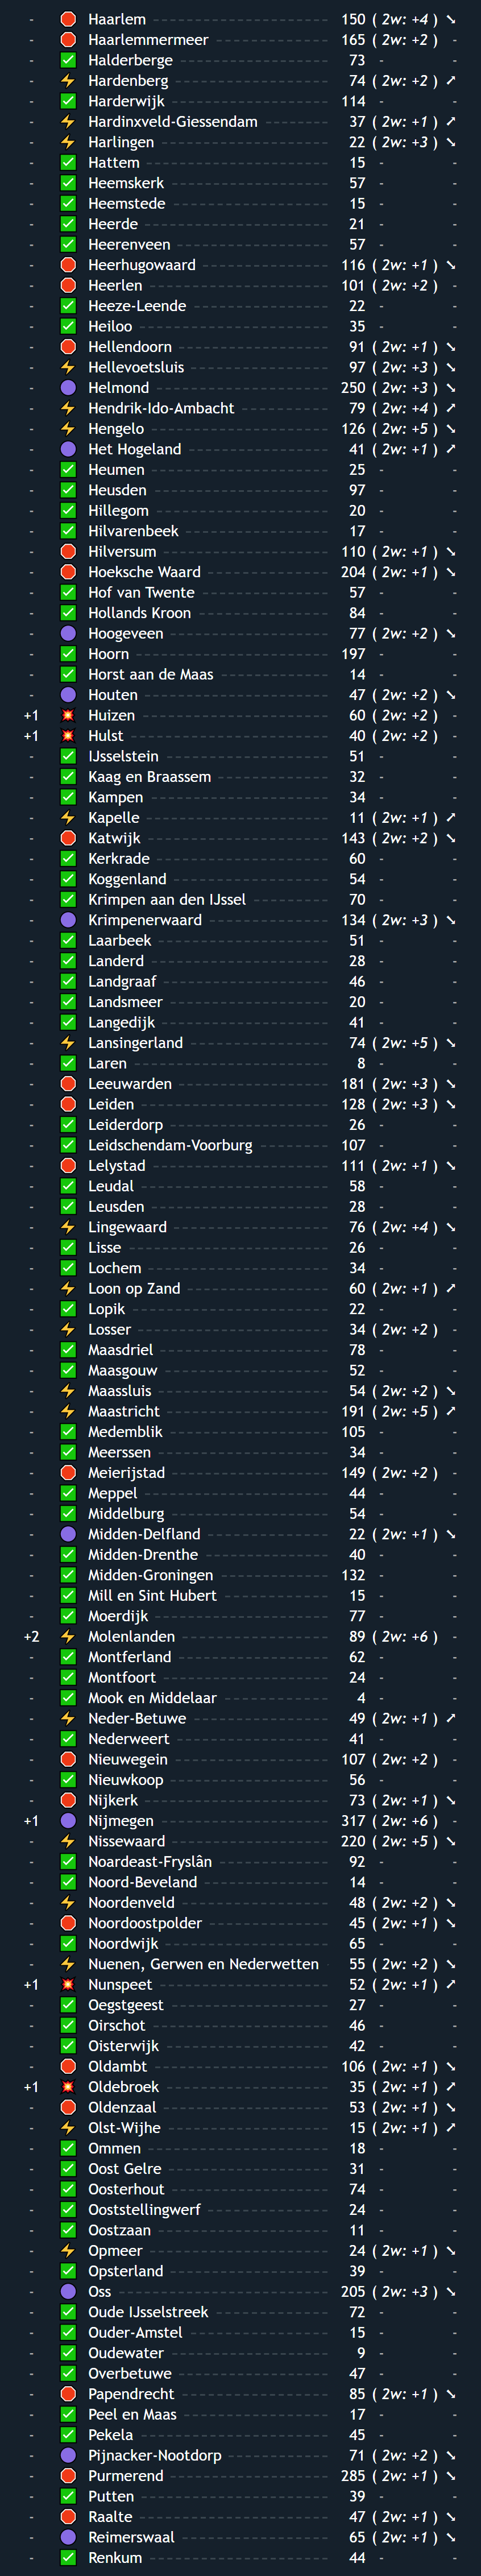 - 🛑 Haarlem 150 ( 2w: +4 ) ➘
- 🛑 Haarlemmermeer 165 ( 2w: +2 ) -
- ✅ Halderberge 73 - -
- ⚡ Hardenberg 74 ( 2w: +2 ) ➚
- ✅ Harderwijk 114 - -
- ⚡ Hardinxveld-Giessendam 37 ( 2w: +1 ) ➚
- ⚡ Harlingen 22 ( 2w: +3 ) ➘
- ✅ Hattem 15 - -
- ✅ Heemskerk 57 - -
- ✅ Heemstede 15 - -
- ✅ Heerde 21 - -
- ✅ Heerenveen 57 - -
- 🛑 Heerhugowaard 116 ( 2w: +1 ) ➘
- 🛑 Heerlen 101 ( 2w: +2 ) -
- ✅ Heeze-Leende 22 - -
- ✅ Heiloo 35 - -
- 🛑 Hellendoorn 91 ( 2w: +1 ) ➘
- ⚡ Hellevoetsluis 97 ( 2w: +3 ) ➘
- 🟣 Helmond 250 ( 2w: +3 ) ➘
- ⚡ Hendrik-Ido-Ambacht 79 ( 2w: +4 ) ➚
- ⚡ Hengelo 126 ( 2w: +5 ) ➘
- 🟣 Het Hogeland 41 ( 2w: +1 ) ➚
- ✅ Heumen 25 - -
- ✅ Heusden 97 - -
- ✅ Hillegom 20 - -
- ✅ Hilvarenbeek 17 - -
- 🛑 Hilversum 110 ( 2w: +1 ) ➘
- 🛑 Hoeksche Waard 204 ( 2w: +1 ) ➘
- ✅ Hof van Twente 57 - -
- ✅ Hollands Kroon 84 - -
- 🟣 Hoogeveen 77 ( 2w: +2 ) ➘
- ✅ Hoorn 197 - -
- ✅ Horst aan de Maas 14 - -
- 🟣 Houten 47 ( 2w: +2 ) ➘
+1 💥 Huizen 60 ( 2w: +2 ) -
+1 💥 Hulst 40 ( 2w: +2 ) -
- ✅ IJsselstein 51 - -
- ✅ Kaag en Braassem 32 - -
- ✅ Kampen 34 - -
- ⚡ Kapelle 11 ( 2w: +1 ) ➚
- 🛑 Katwijk 143 ( 2w: +2 ) ➘
- ✅ Kerkrade 60 - -
- ✅ Koggenland 54 - -
- ✅ Krimpen aan den IJssel 70 - -
- 🟣 Krimpenerwaard 134 ( 2w: +3 ) ➘
- ✅ Laarbeek 51 - -
- ✅ Landerd 28 - -
- ✅ Landgraaf 46 - -
- ✅ Landsmeer 20 - -
- ✅ Langedijk 41 - -
- ⚡ Lansingerland 74 ( 2w: +5 ) ➘
- ✅ Laren 8 - -
- 🛑 Leeuwarden 181 ( 2w: +3 ) ➘
- 🛑 Leiden 128 ( 2w: +3 ) ➘
- ✅ Leiderdorp 26 - -
- ✅ Leidschendam-Voorburg 107 - -
- 🛑 Lelystad 111 ( 2w: +1 ) ➘
- ✅ Leudal 58 - -
- ✅ Leusden 28 - -
- ⚡ Lingewaard 76 ( 2w: +4 ) ➘
- ✅ Lisse 26 - -
- ✅ Lochem 34 - -
- ⚡ Loon op Zand 60 ( 2w: +1 ) ➚
- ✅ Lopik 22 - -
- ⚡ Losser 34 ( 2w: +2 ) -
- ✅ Maasdriel 78 - -
- ✅ Maasgouw 52 - -
- ⚡ Maassluis 54 ( 2w: +2 ) ➘
- ⚡ Maastricht 191 ( 2w: +5 ) ➚
- ✅ Medemblik 105 - -
- ✅ Meerssen 34 - -
- 🛑 Meierijstad 149 ( 2w: +2 ) -
- ✅ Meppel 44 - -
- ✅ Middelburg 54 - -
- 🟣 Midden-Delfland 22 ( 2w: +1 ) ➘
- ✅ Midden-Drenthe 40 - -
- ✅ Midden-Groningen 132 - -
- ✅ Mill en Sint Hubert 15 - -
- ✅ Moerdijk 77 - -
+2 ⚡ Molenlanden 89 ( 2w: +6 ) -
- ✅ Montferland 62 - -
- ✅ Montfoort 24 - -
- ✅ Mook en Middelaar 4 - -
- ⚡ Neder-Betuwe 49 ( 2w: +1 ) ➚
- ✅ Nederweert 41 - -
- 🛑 Nieuwegein 107 ( 2w: +2 ) -
- ✅ Nieuwkoop 56 - -
- 🛑 Nijkerk 73 ( 2w: +1 ) ➘
+1 🟣 Nijmegen 317 ( 2w: +6 ) -
- ⚡ Nissewaard 220 ( 2w: +5 ) ➘
- ✅ Noardeast-Fryslân 92 - -
- ✅ Noord-Beveland 14 - -
- ⚡ Noordenveld 48 ( 2w: +2 ) ➘
- 🛑 Noordoostpolder 45 ( 2w: +1 ) ➘
- ✅ Noordwijk 65 - -
- ⚡ Nuenen, Gerwen en Nederwetten 55 ( 2w: +2 ) ➘
+1 💥 Nunspeet 52 ( 2w: +1 ) ➚
- ✅ Oegstgeest 27 - -
- ✅ Oirschot 46 - -
- ✅ Oisterwijk 42 - -
- 🛑 Oldambt 106 ( 2w: +1 ) ➘
+1 💥 Oldebroek 35 ( 2w: +1 ) ➚
- 🛑 Oldenzaal 53 ( 2w: +1 ) ➘
- ⚡ Olst-Wijhe 15 ( 2w: +1 ) ➚
- ✅ Ommen 18 - -
- ✅ Oost Gelre 31 - -
- ✅ Oosterhout 74 - -
- ✅ Ooststellingwerf 24 - -
- ✅ Oostzaan 11 - -
- ⚡ Opmeer 24 ( 2w: +1 ) ➘
- ✅ Opsterland 39 - -
- 🟣 Oss 205 ( 2w: +3 ) ➘
- ✅ Oude IJsselstreek 72 - -
- ✅ Ouder-Amstel 15 - -
- ✅ Oudewater 9 - -
- ✅ Overbetuwe 47 - -
- 🛑 Papendrecht 85 ( 2w: +1 ) ➘
- ✅ Peel en Maas 17 - -
- ✅ Pekela 45 - -
- 🟣 Pijnacker-Nootdorp 71 ( 2w: +2 ) ➘
- 🛑 Purmerend 285 ( 2w: +1 ) ➘
- ✅ Putten 39 - -
- 🛑 Raalte 47 ( 2w: +1 ) ➘
- 🟣 Reimerswaal 65 ( 2w: +1 ) ➘
- ✅ Renkum 44 - -